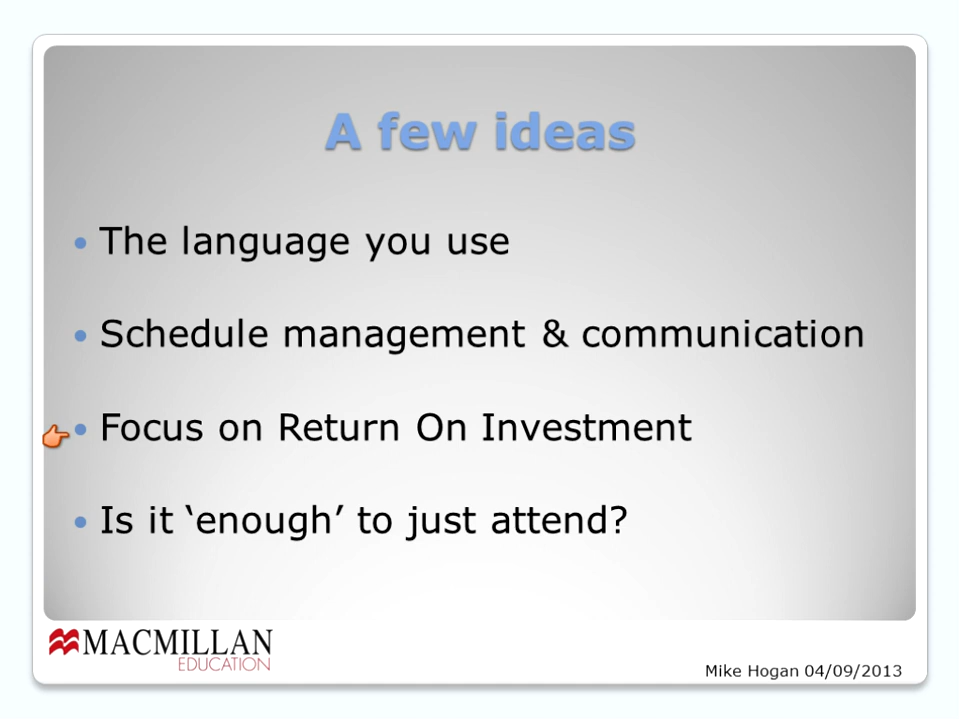 A few ideas
The language you use
Schedule management & communication
Focus on Return On Investment
Is it ‘enough’ to just attend?
MACMILLAN
EDUCATION
Mike Hogan 04/09/2013